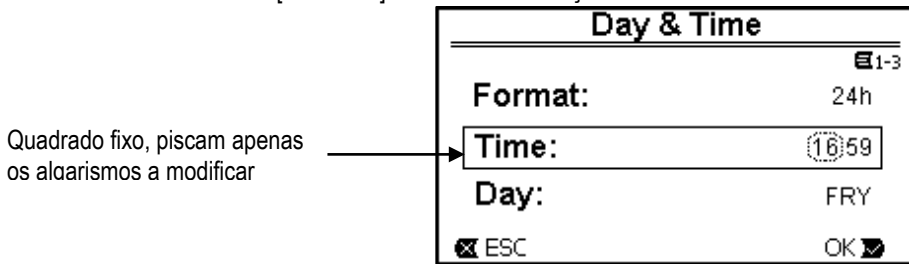 Day & Time
1-3
Format: 24h
Quadrado fixo, piscam apenas
os algarismos a modificar
Time: 16:59
Day: FRY
ESC OK